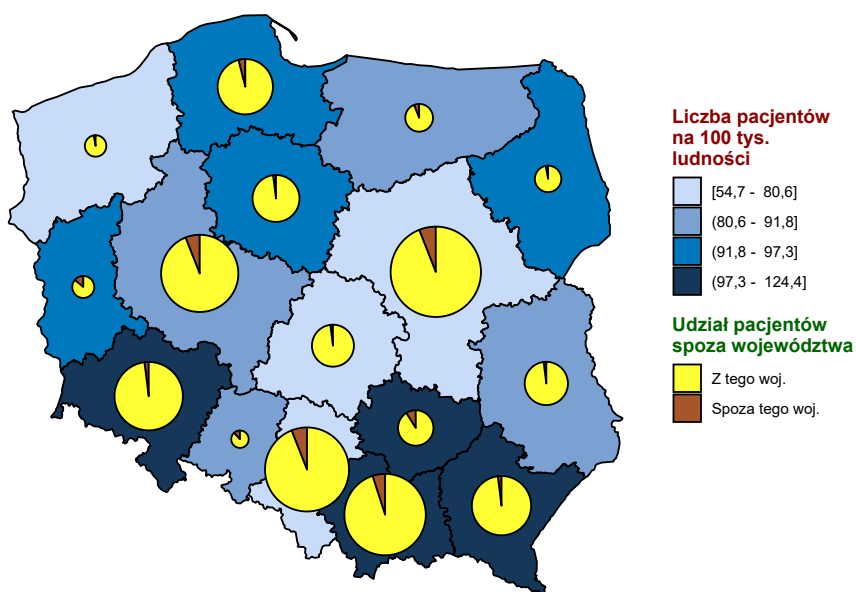 Liczba pacjentów
na 100 tys.
ludności
[54,7 - 80,6]
(80,6 - 91,8]
(91,8 - 97,3]
(97,3 - 124,4]
Udział pacjentów
spoza województwa
Z tego woj.
Spoza tego woj.